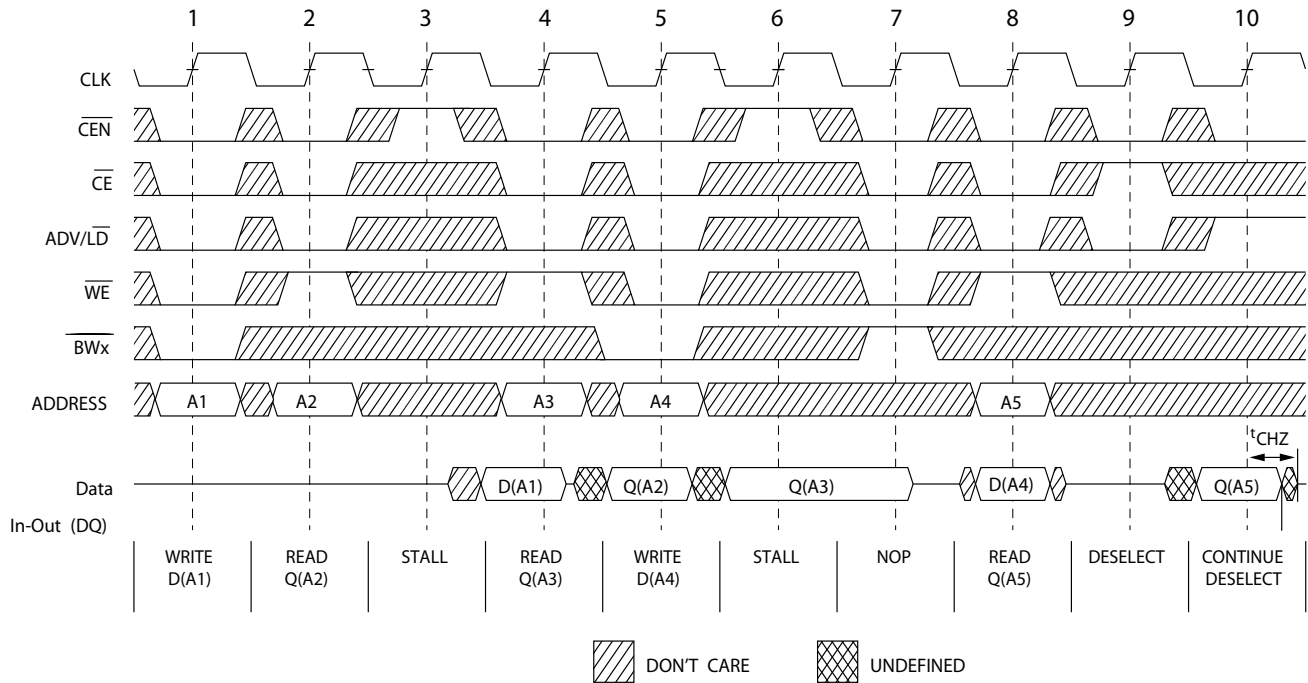 1 2 3 4 5 6 7 8 9 10
CLK
CEN
CE
ADV/LD
WE
BWx
ADDRESS A1 A2 A3 A4 A5
tCHZ
Data D(A1) Q(A2) Q(A3) D(A4) Q(A5)
In-Out (DQ)
WRITE READ STALL READ WRITE STALL NOP READ DESELECT CONTINUE
D(A1) Q(A2) Q(A3) D(A4) Q(A5) DESELECT
DON'T CARE UNDEFINED